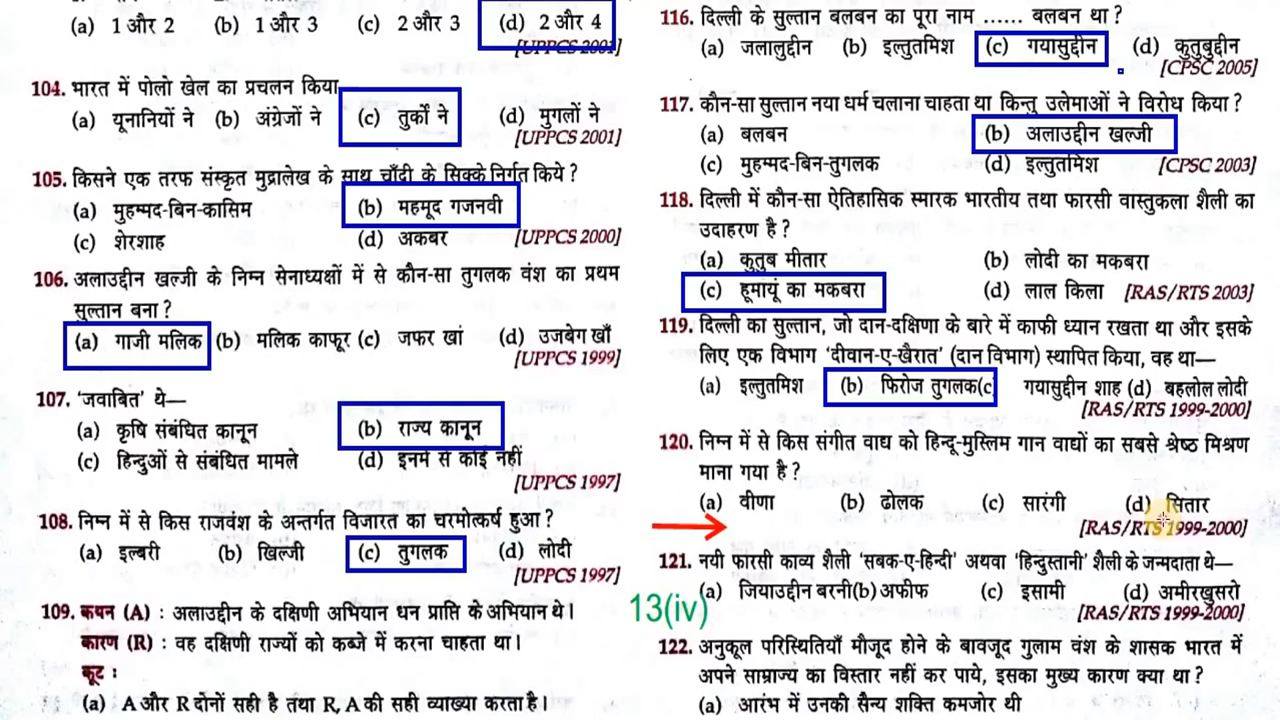 (a) 1 और 2 (b) 1 और 3 (c) 2 और 3 (d) 2 और 4
[UPPCS 2001]
104. भारत में पोलो खेल का प्रचलन किया
(a) यूनानियों ने (b) अंग्रेजों ने (c) तुर्कों ने (d) मुगलों ने
[UPPCS 2001]
105. किसने एक तरफ संस्कृत मुद्रालेख के साथ चाँदी के सिक्के निर्गत किये ?
(a) मुहम्मद-बिन-कासिम (b) महमूद गजनवी
(c) शेरशाह (d) अकबर [UPPCS 2000]
106. अलाउद्दीन खल्जी के निम्न सेनाध्यक्षों में से कौन-सा तुगलक वंश का प्रथम
सुल्तान बना ?
(a) गाजी मलिक (b) मलिक काफूर (c) जफर खां (d) उजबेग खाँ
[UPPCS 1999]
107. ‘जवाबित’ थे—
(a) कृषि संबंधित कानून (b) राज्य कानून
(c) हिन्दुओं से संबंधित मामले (d) इनमें से कोई नहीं
[UPPCS 1997]
108. निम्न में से किस राजवंश के अन्तर्गत विजारत का चरमोत्कर्ष हुआ ?
(a) इल्बरी (b) खिल्जी (c) तुगलक (d) लोदी
[UPPCS 1997]
109. कथन (A) : अलाउद्दीन के दक्षिणी अभियान धन प्राति के अभियान थे।
कारण (R) : वह दक्षिणी राज्यों को कब्जे में करना चाहता था।
कूट :
(a) A और R दोनों सही है तथा R, A की सही व्याख्या करता है।
116. दिल्ली के सुल्तान बलबन का पूरा नाम ...... बलबन था ?
(a) जलालुद्दीन (b) इल्तुतमिश (c) गयासुद्दीन (d) कुतुबुद्दीन
[CPSC 2005]
117. कौन-सा सुल्तान नया धर्म चलाना चाहता था किन्तु उलेमाओं ने विरोध किया ?
(a) बलबन (b) अलाउद्दीन खल्जी
(c) मुहम्मद-बिन-तुगलक (d) इल्तुतमिश [CPSC 2003]
118. दिल्ली में कौन-सा ऐतिहासिक स्मारक भारतीय तथा फारसी वास्तुकला शैली का
उदाहरण है ?
(a) कुतुब मीतार (b) लोदी का मकबरा
(c) हूमायूं का मकबरा (d) लाल किला [RAS/RTS 2003]
119. दिल्ली का सुल्तान, जो दान-दक्षिणा के बारे में काफी ध्यान रखता था और इसके
लिए एक विभाग ‘दीवान-ए-खैरात’ (दान विभाग) स्थापित किया, वह था—
(a) इल्तुतमिश (b) फिरोज तुगलक (c) गयासुद्दीन शाह (d) बहलोल लोदी
[RAS/RTS 1999-2000]
120. निम्न में से किस संगीत वाद्य को हिन्दू-मुस्लिम गान वाद्यों का सबसे श्रेष्ठ मिश्रण
माना गया है ?
(a) वीणा (b) ढोलक (c) सारंगी (d) सितार
[RAS/RTS 1999-2000]
121. नयी फारसी काव्य शैली ‘सबक-ए-हिन्दी’ अथवा ‘हिन्दुस्तानी’ शैली के जन्मदाता थे—
(a) जियाउद्दीन बरनी (b) अफीफ (c) इसामी (d) अमीरखुसरो
[RAS/RTS 1999-2000]
13(iv)
122. अनुकूल परिस्थितियाँ मौजूद होने के बावजूद गुलाम वंश के शासक भारत में
अपने साम्राज्य का विस्तार नहीं कर पाये, इसका मुख्य कारण क्या था ?
(a) आरंभ में उनकी सैन्य शक्ति कमजोर थी